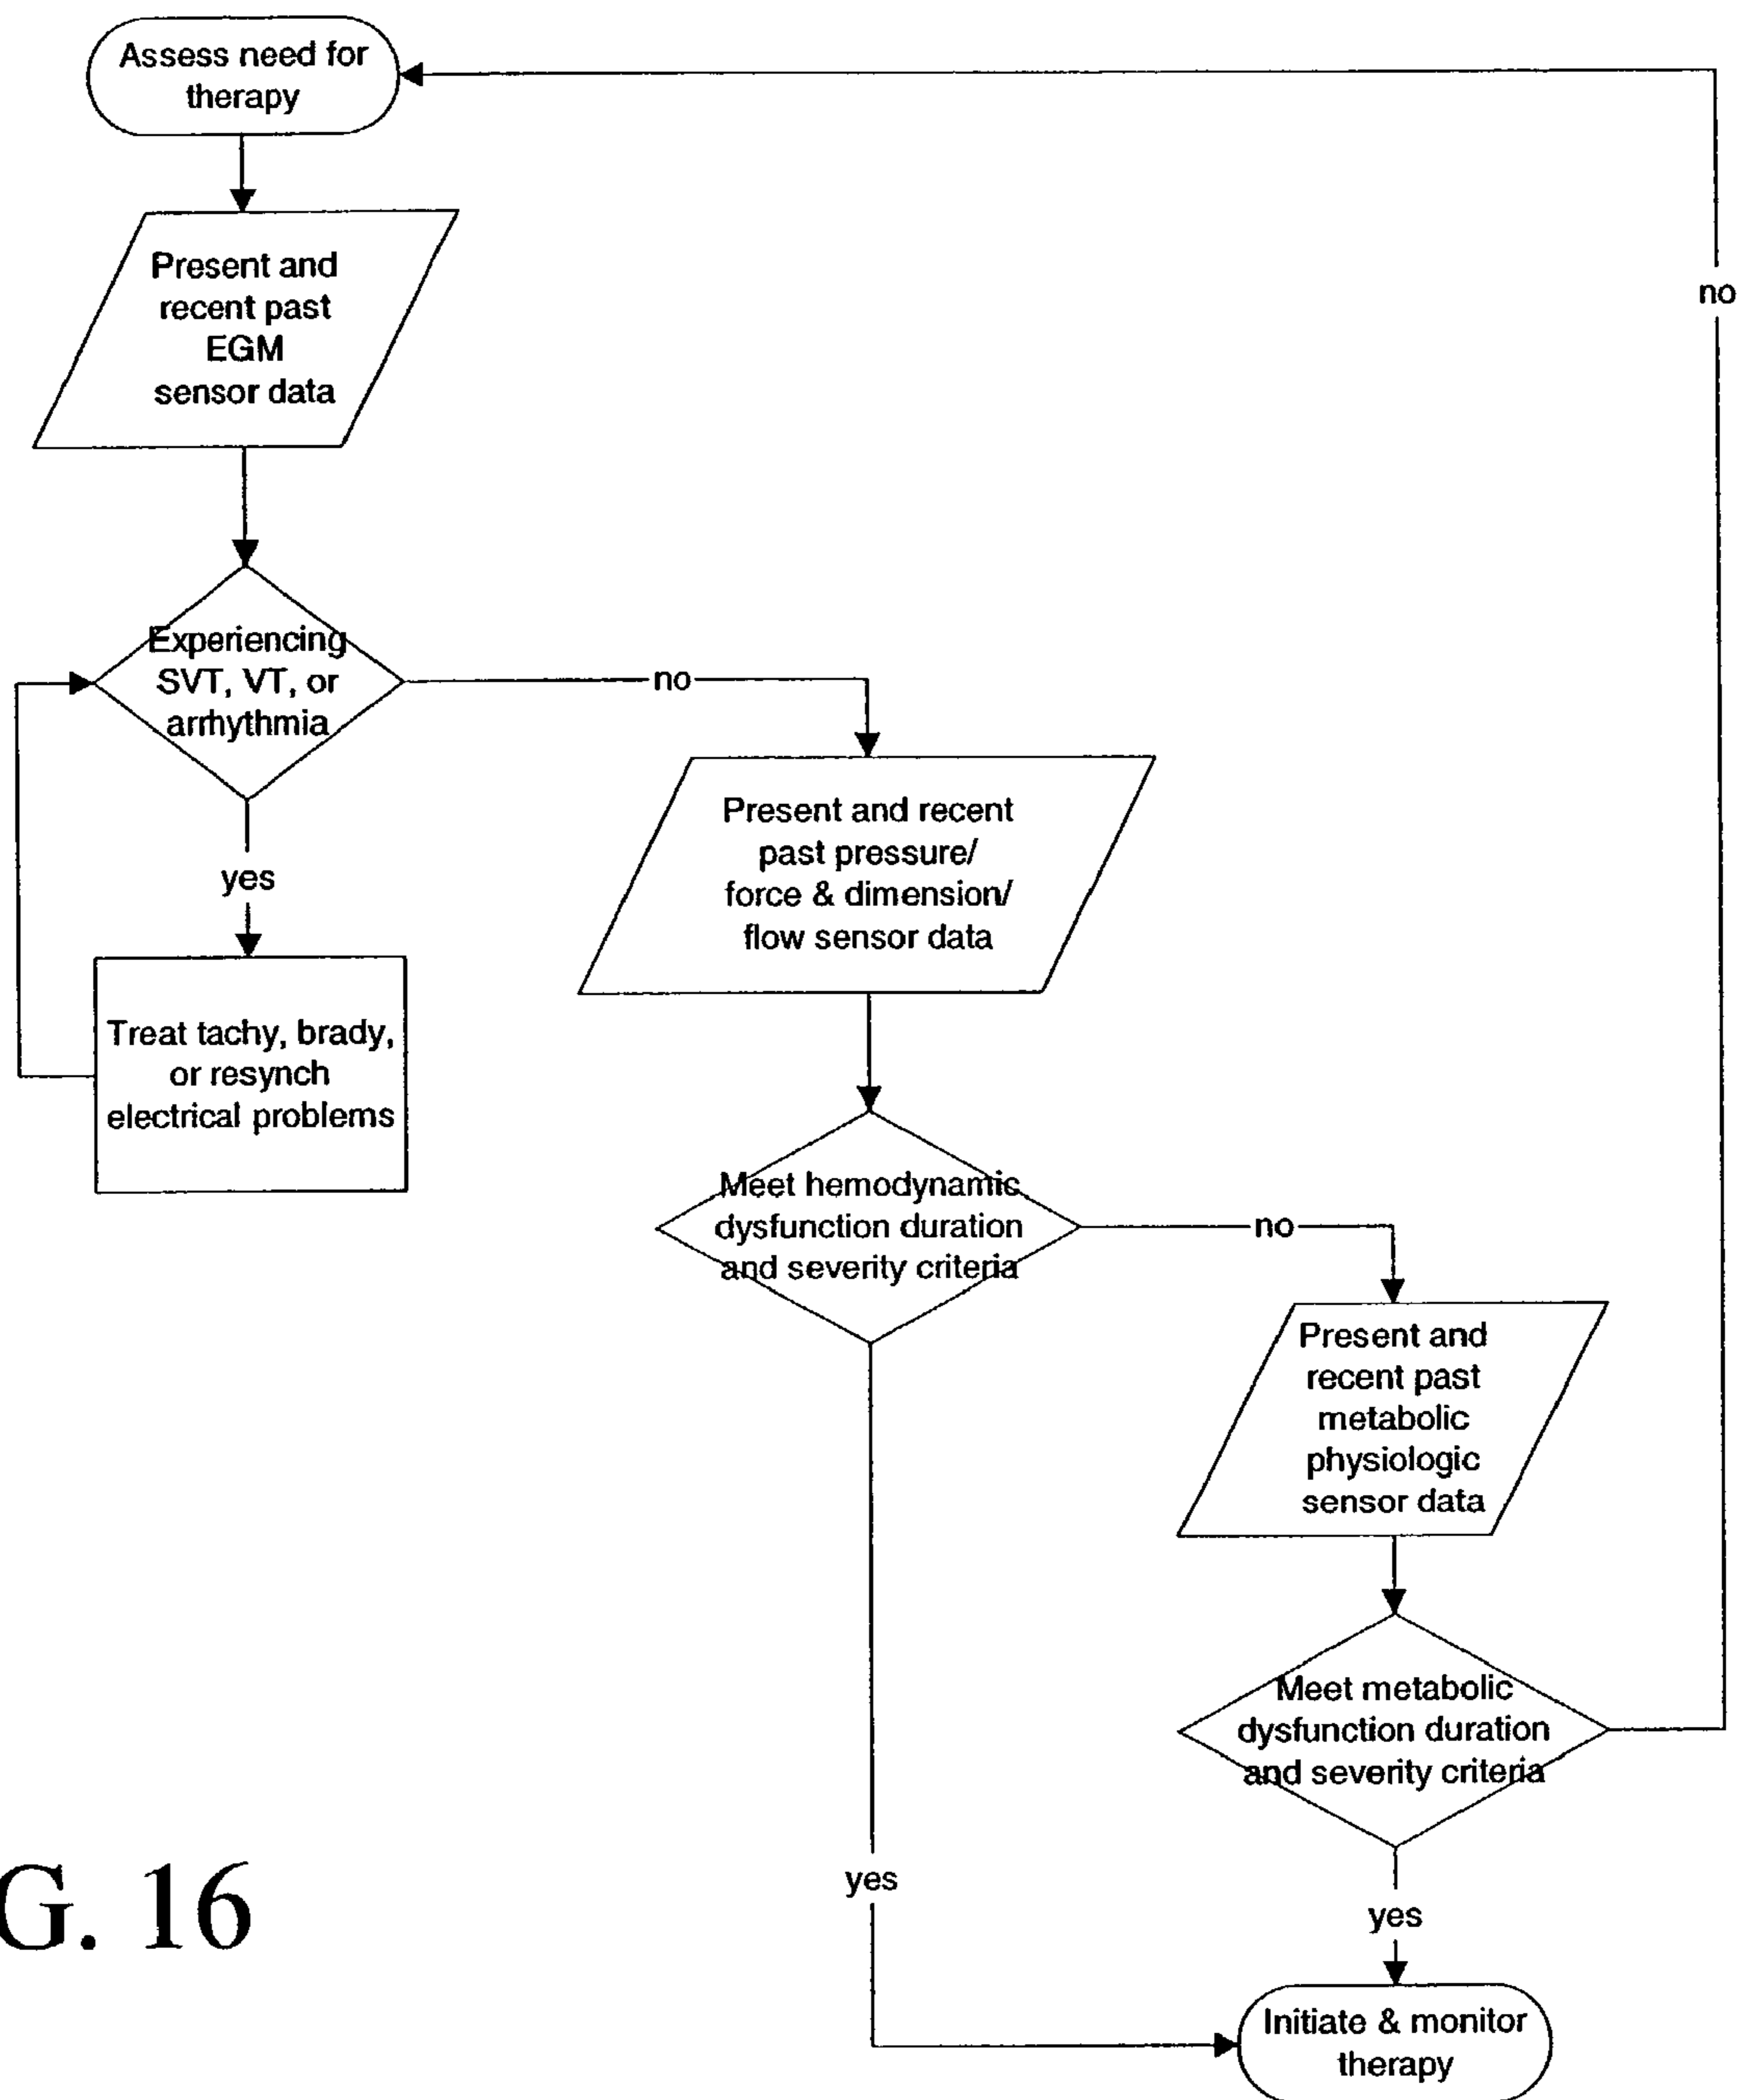 Assess need for
therapy
Present and
recent past
EGM
sensor data
no
Experiencing
SVT, VT, or
arrhythmia
no
yes
Present and recent
past pressure/
force & dimension/
flow sensor data
Treat tachy, brady,
or resynch
electrical problems
Meet hemodynamic
dysfunction duration
and severity criteria
no
Present and
recent past
metabolic
physiologic
sensor data
Meet metabolic
dysfunction duration
and severity criteria
yes
yes
Initiate & monitor
therapy
G. 16